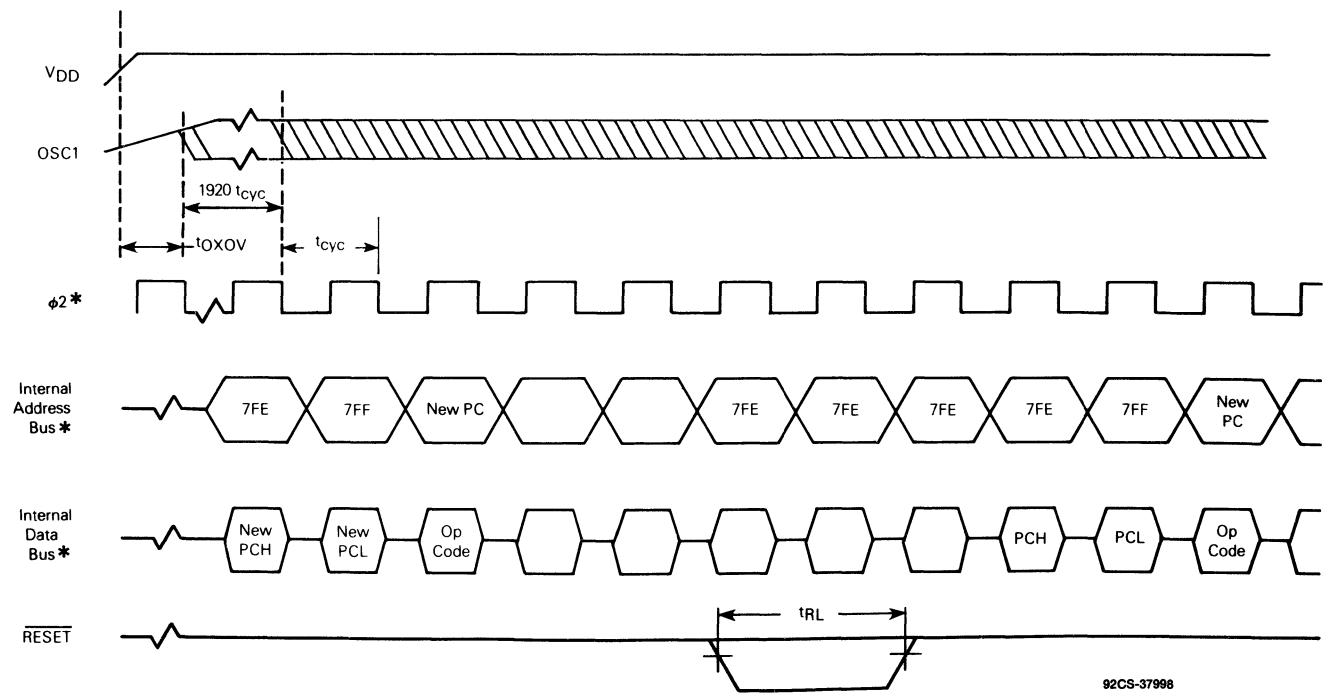 VDD
OSC1
1920 tcyc
tOXOV
tcyc
ϕ2*
Internal
Address
Bus*
7FE
7FF
New PC
7FE
7FE
7FE
7FE
7FF
New
PC
Internal
Data
Bus*
New
PCH
New
PCL
Op
Code
PCH
PCL
Op
Code
RESET
tRL
92CS-37998